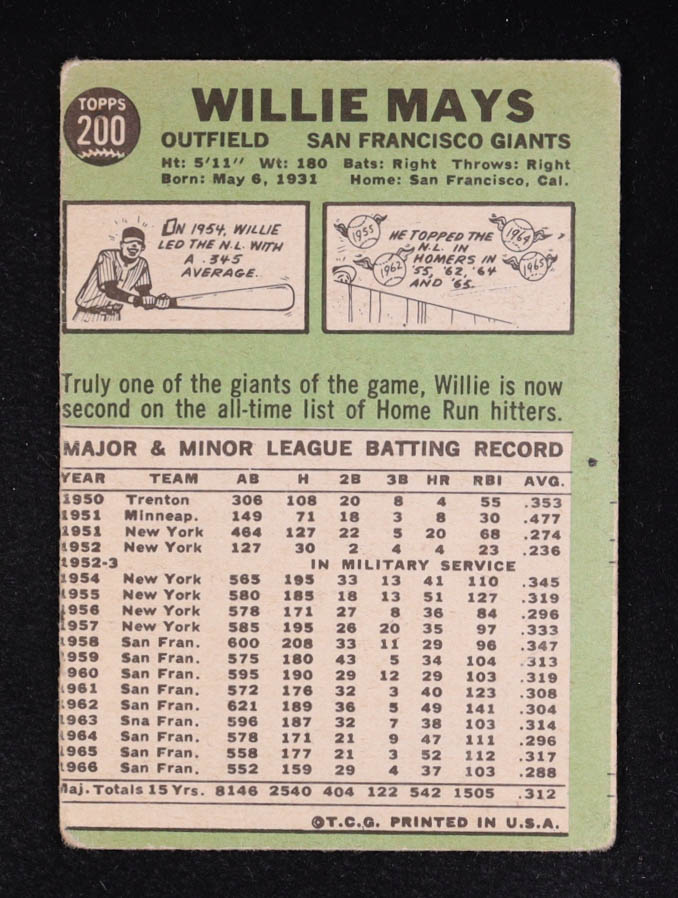 TOPPS
200
WILLIE MAYS
OUTFIELD SAN FRANCISCO GIANTS
Ht: 5'11" Wt: 180 Bats: Right Throws: Right
Born: May 6, 1931 Home: San Francisco, Cal.
IN 1954, WILLIE
LED THE N.L. WITH
A .345
AVERAGE.
1955
1962
1964
1965
HE TOPPED THE
N.L. IN
HOMERS IN
'55, '62, '64
AND '65.
Truly one of the giants of the game, Willie is now
second on the all-time list of Home Run hitters.
MAJOR & MINOR LEAGUE BATTING RECORD
YEAR TEAM AB H 2B 3B HR RBI AVG.
1950 Trenton 306 108 20 8 4 55 .353
1951 Minneap. 149 71 18 3 8 30 .477
1951 New York 464 127 22 5 20 68 .274
1952 New York 127 30 2 4 4 23 .236
1952-3 IN MILITARY SERVICE
1954 New York 565 195 33 13 41 110 .345
1955 New York 580 185 18 13 51 127 .319
1956 New York 578 171 27 8 36 84 .296
1957 New York 585 195 26 20 35 97 .333
1958 San Fran. 600 208 33 11 29 96 .347
1959 San Fran. 575 180 43 5 34 104 .313
1960 San Fran. 595 190 29 12 29 103 .319
1961 San Fran. 572 176 32 3 40 123 .308
1962 San Fran. 621 189 36 5 49 141 .304
1963 Sna Fran. 596 187 32 7 38 103 .314
1964 San Fran. 578 171 21 9 47 111 .296
1965 San Fran. 558 177 21 3 52 112 .317
1966 San Fran. 552 159 29 4 37 103 .288
Maj. Totals 15 Yrs. 8146 2540 404 122 542 1505 .312
©T.C.G. PRINTED IN U.S.A.